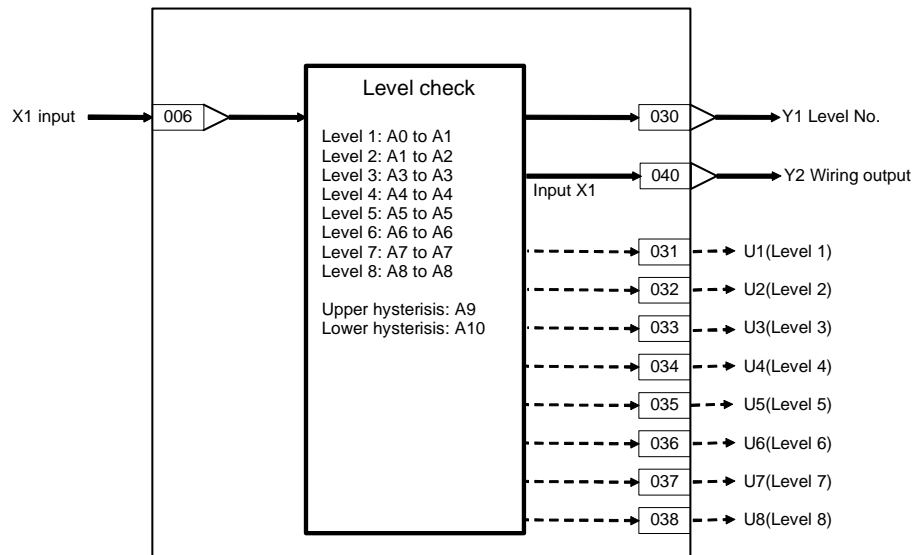 Level check
X1 input
006
030
Y1 Level No.
Level 1: A0 to A1
Level 2: A1 to A2
Level 3: A3 to A3
Level 4: A4 to A4
Level 5: A5 to A5
Level 6: A6 to A6
Level 7: A7 to A7
Level 8: A8 to A8
Upper hysterisis: A9
Lower hysterisis: A10
Input X1
040
Y2 Wiring output
031
U1(Level 1)
032
U2(Level 2)
033
U3(Level 3)
034
U4(Level 4)
035
U5(Level 5)
036
U6(Level 6)
037
U7(Level 7)
038
U8(Level 8)